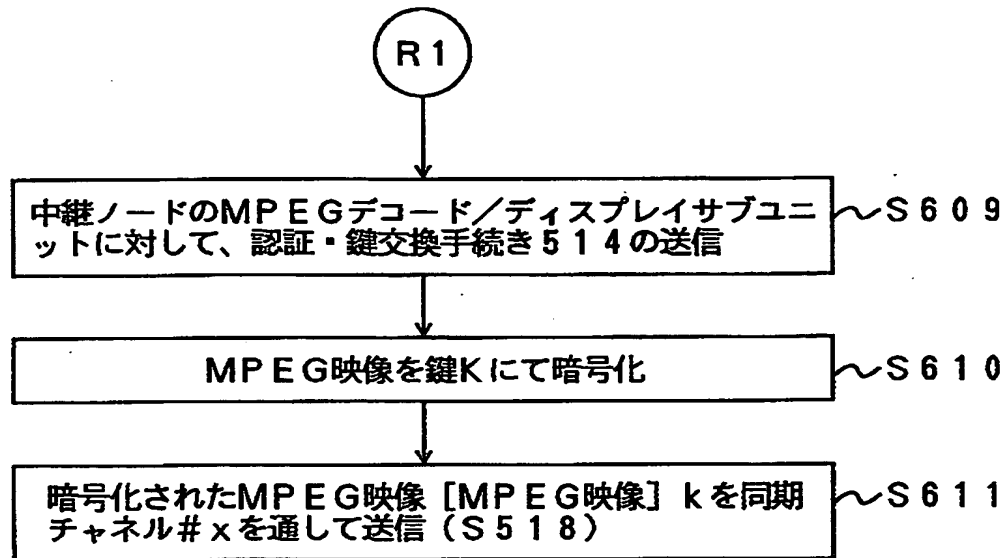 R1
中継ノードのMPEGデコード/ディスプレイサブユニ
ットに対して、認証・鍵交換手続き514の送信
S609
MPEG映像を鍵Kにて暗号化
S610
暗号化されたMPEG映像[MPEG映像]kを同期
チャネル#xを通して送信(S518)
S611